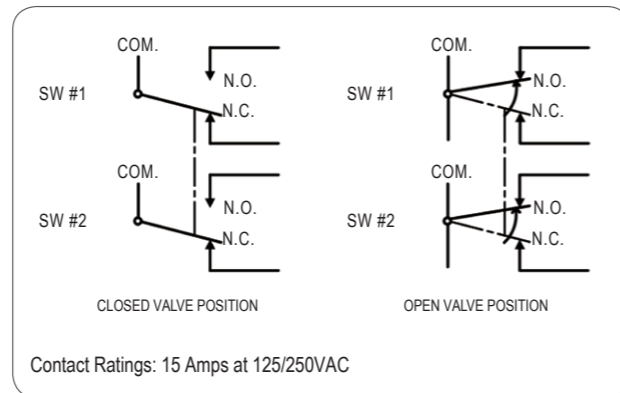 COM.
N.O.
SW #1
N.C.
COM.
N.O.
SW #2
N.C.
CLOSED VALVE POSITION
COM.
N.O.
SW #1
N.C.
COM.
N.O.
SW #2
N.C.
OPEN VALVE POSITION
Contact Ratings: 15 Amps at 125/250VAC